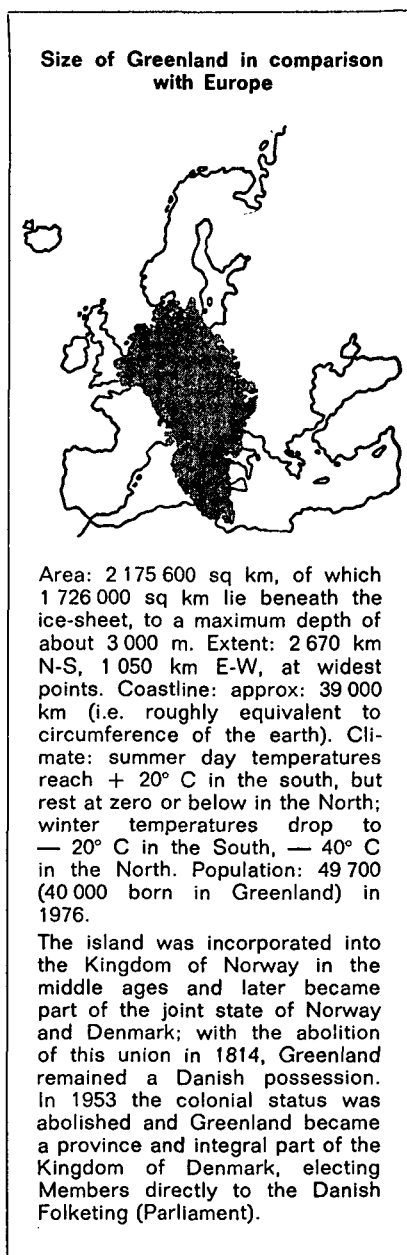 Size of Greenland in comparison
with Europe
Area: 2 175 600 sq km, of which
1 726 000 sq km lie beneath the
ice-sheet, to a maximum depth of
about 3 000 m. Extent: 2 670 km
N-S, 1 050 km E-W, at widest
points. Coastline: approx: 39 000
km (i.e. roughly equivalent to
circumference of the earth). Cli-
mate: summer day temperatures
reach + 20° C in the south, but
rest at zero or below in the North;
winter temperatures drop to
— 20° C in the South, — 40° C
in the North. Population: 49 700
(40 000 born in Greenland) in
1976.
The island was incorporated into
the Kingdom of Norway in the
middle ages and later became
part of the joint state of Norway
and Denmark; with the abolition
of this union in 1814, Greenland
remained a Danish possession.
In 1953 the colonial status was
abolished and Greenland became
a province and integral part of the
Kingdom of Denmark, electing
Members directly to the Danish
Folketing (Parliament).